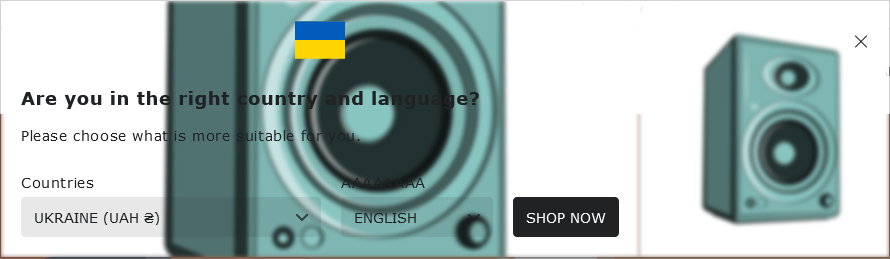 Are you in the right country and language?
Please choose what is more suitable for you.
Countries
UKRAINE (UAH ₴)
ENGLISH
SHOP NOW